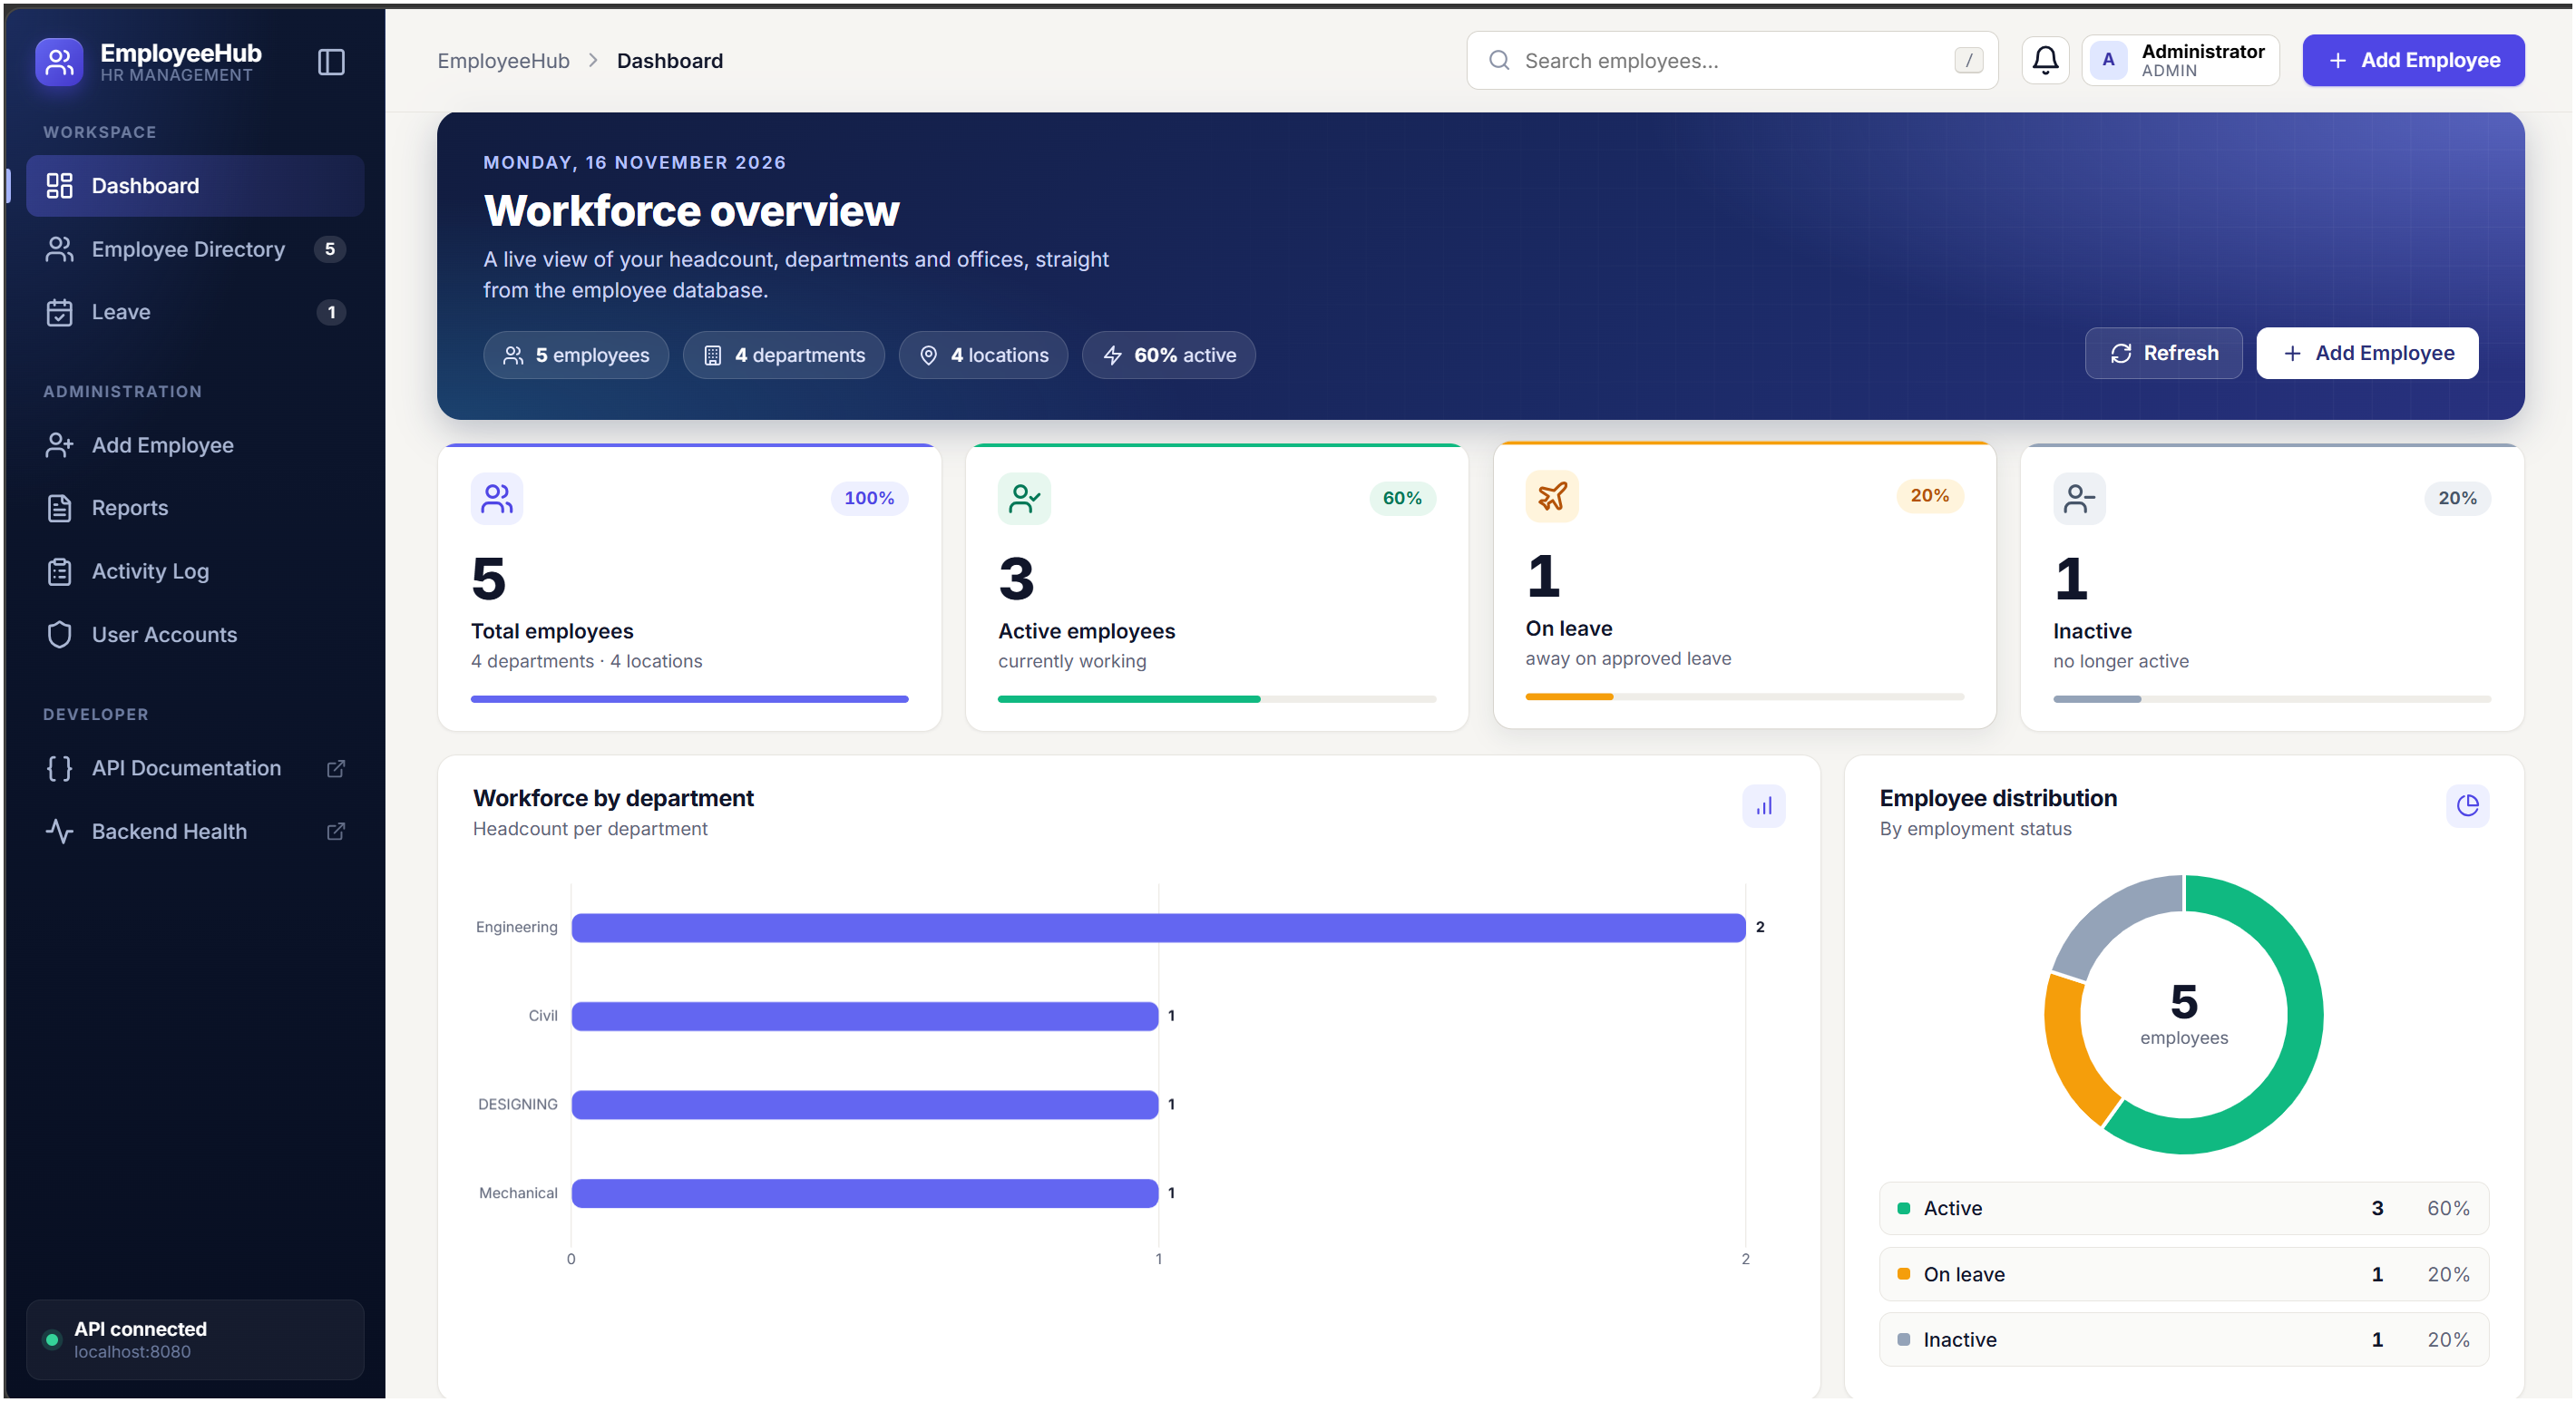 EmployeeHub
HR MANAGEMENT
WORKSPACE
Dashboard
Employee Directory 5
Leave 1
ADMINISTRATION
Add Employee
Reports
Activity Log
User Accounts
DEVELOPER
API Documentation
Backend Health
API connected
localhost:8080
EmployeeHub > Dashboard
Search employees... /
A
Administrator
ADMIN
+ Add Employee
MONDAY, 16 NOVEMBER 2026
Workforce overview
A live view of your headcount, departments and offices, straight
from the employee database.
5 employees
4 departments
4 locations
60% active
Refresh
+ Add Employee
100%
5
Total employees
4 departments · 4 locations
60%
3
Active employees
currently working
20%
1
On leave
away on approved leave
20%
1
Inactive
no longer active
Workforce by department
Headcount per department
Engineering 2
Civil 1
DESIGNING 1
Mechanical 1
0 1 2
Employee distribution
By employment status
5
employees
Active 3 60%
On leave 1 20%
Inactive 1 20%